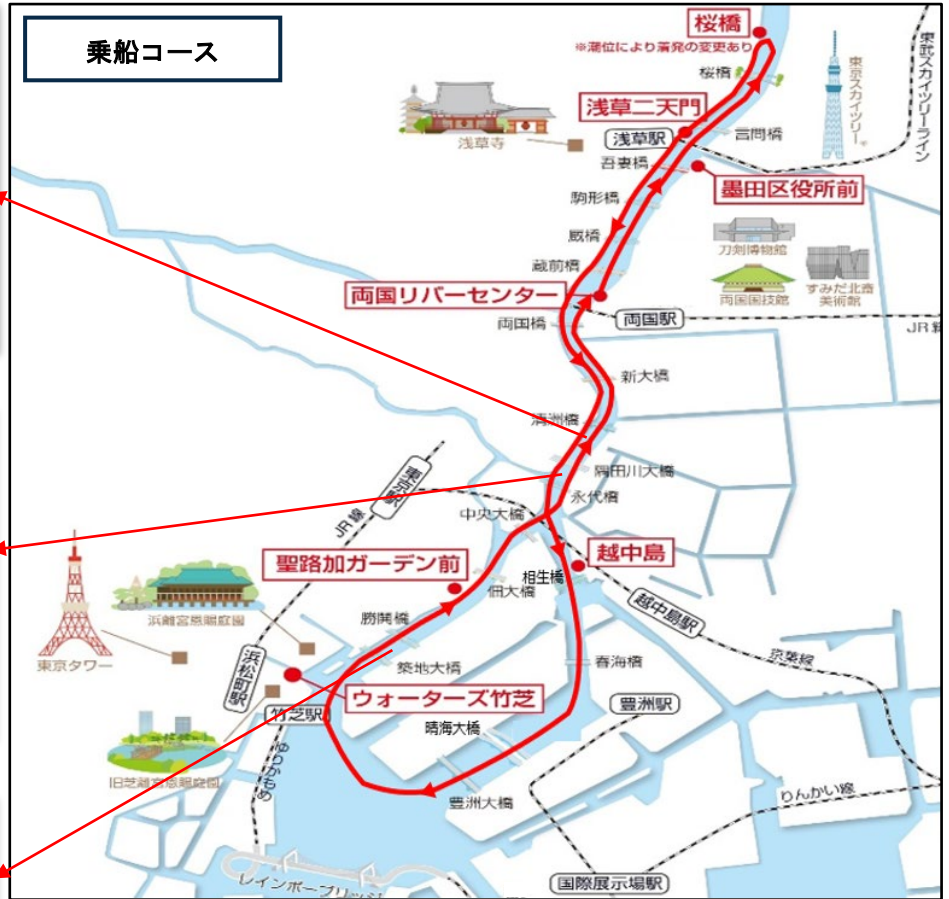 乗船コース
桜橋
※潮位により着発の変更あり
桜橋
東武スカイツリーライン
東京スカイツリー®
浅草二天門
浅草寺
浅草駅
言問橋
吾妻橋
墨田区役所前
駒形橋
厩橋
刀剣博物館
蔵前橋
両国国技館
すみだ北斎
美術館
両国リバーセンター
両国橋
両国駅
JR
新大橋
清洲橋
隅田川大橋
東京駅
JR線
永代橋
中央大橋
越中島
聖路加ガーデン前
相生橋
佃大橋
越中島駅
浜離宮恩賜庭園
勝鬨橋
東京タワー
築地大橋
春海橋
京葉線
浜松町駅
ウォーターズ竹芝
豊洲駅
竹芝駅
晴海大橋
旧芝離宮恩賜庭園
ゆりかもめ
豊洲大橋
りんかい線
レインボーブリッジ
国際展示場駅